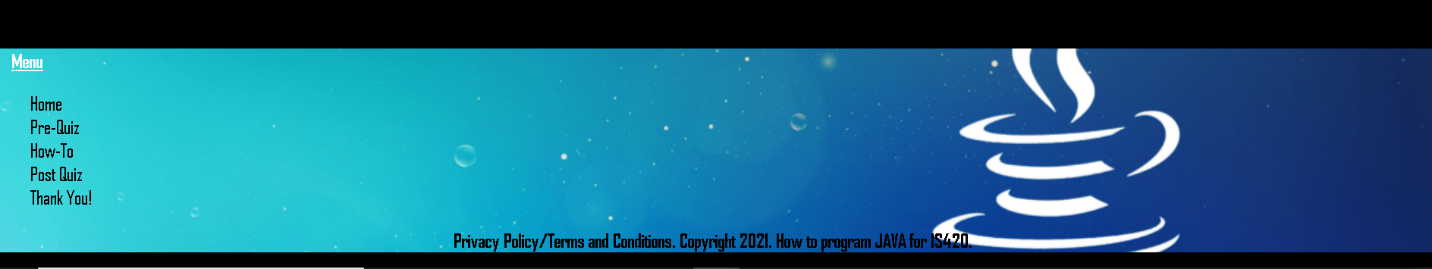 Menu
Home
Pre-Quiz
How-To
Post Quiz
Thank You!
Privacy Policy/Terms and Conditions. Copyright 2021. How to program JAVA for IS420.